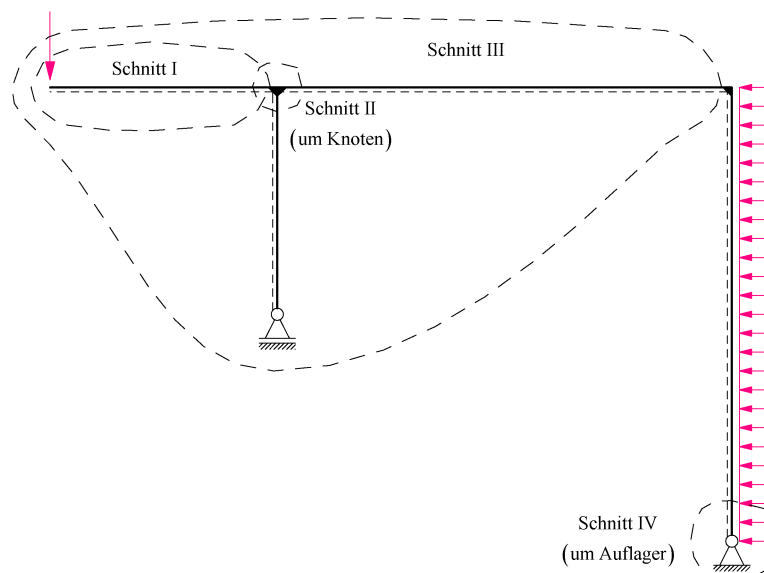 Schnitt III
Schnitt I
Schnitt II
(um Knoten)
Schnitt IV
(um Auflager)